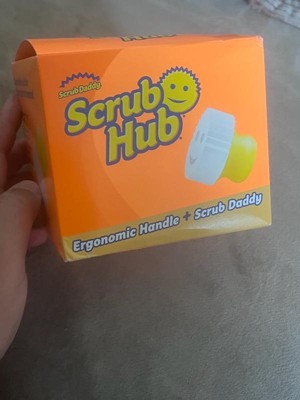 Scrub Daddy
Scrub
Hub
Ergonomic Handle + Scrub Daddy